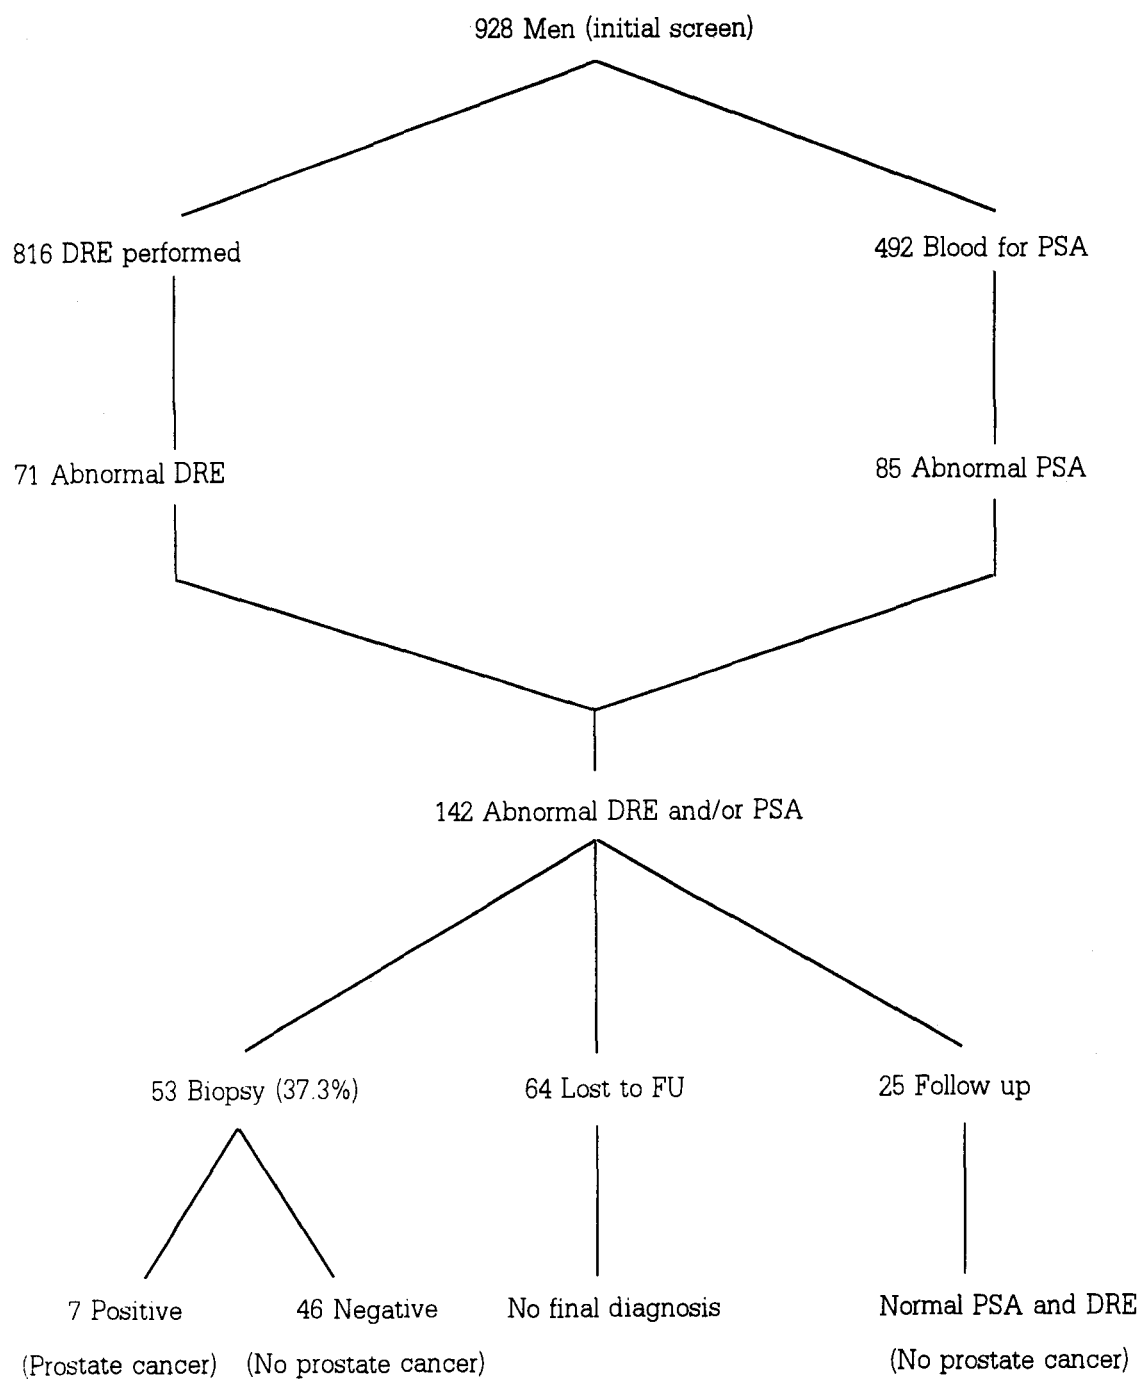 928 Men (initial screen)
816 DRE performed
492 Blood for PSA
71 Abnormal DRE
85 Abnormal PSA
142 Abnormal DRE and/or PSA
53 Biopsy (37.3%)
64 Lost to FU
25 Follow up
7 Positive
46 Negative
No final diagnosis
Normal PSA and DRE
(Prostate cancer)
(No prostate cancer)
(No prostate cancer)